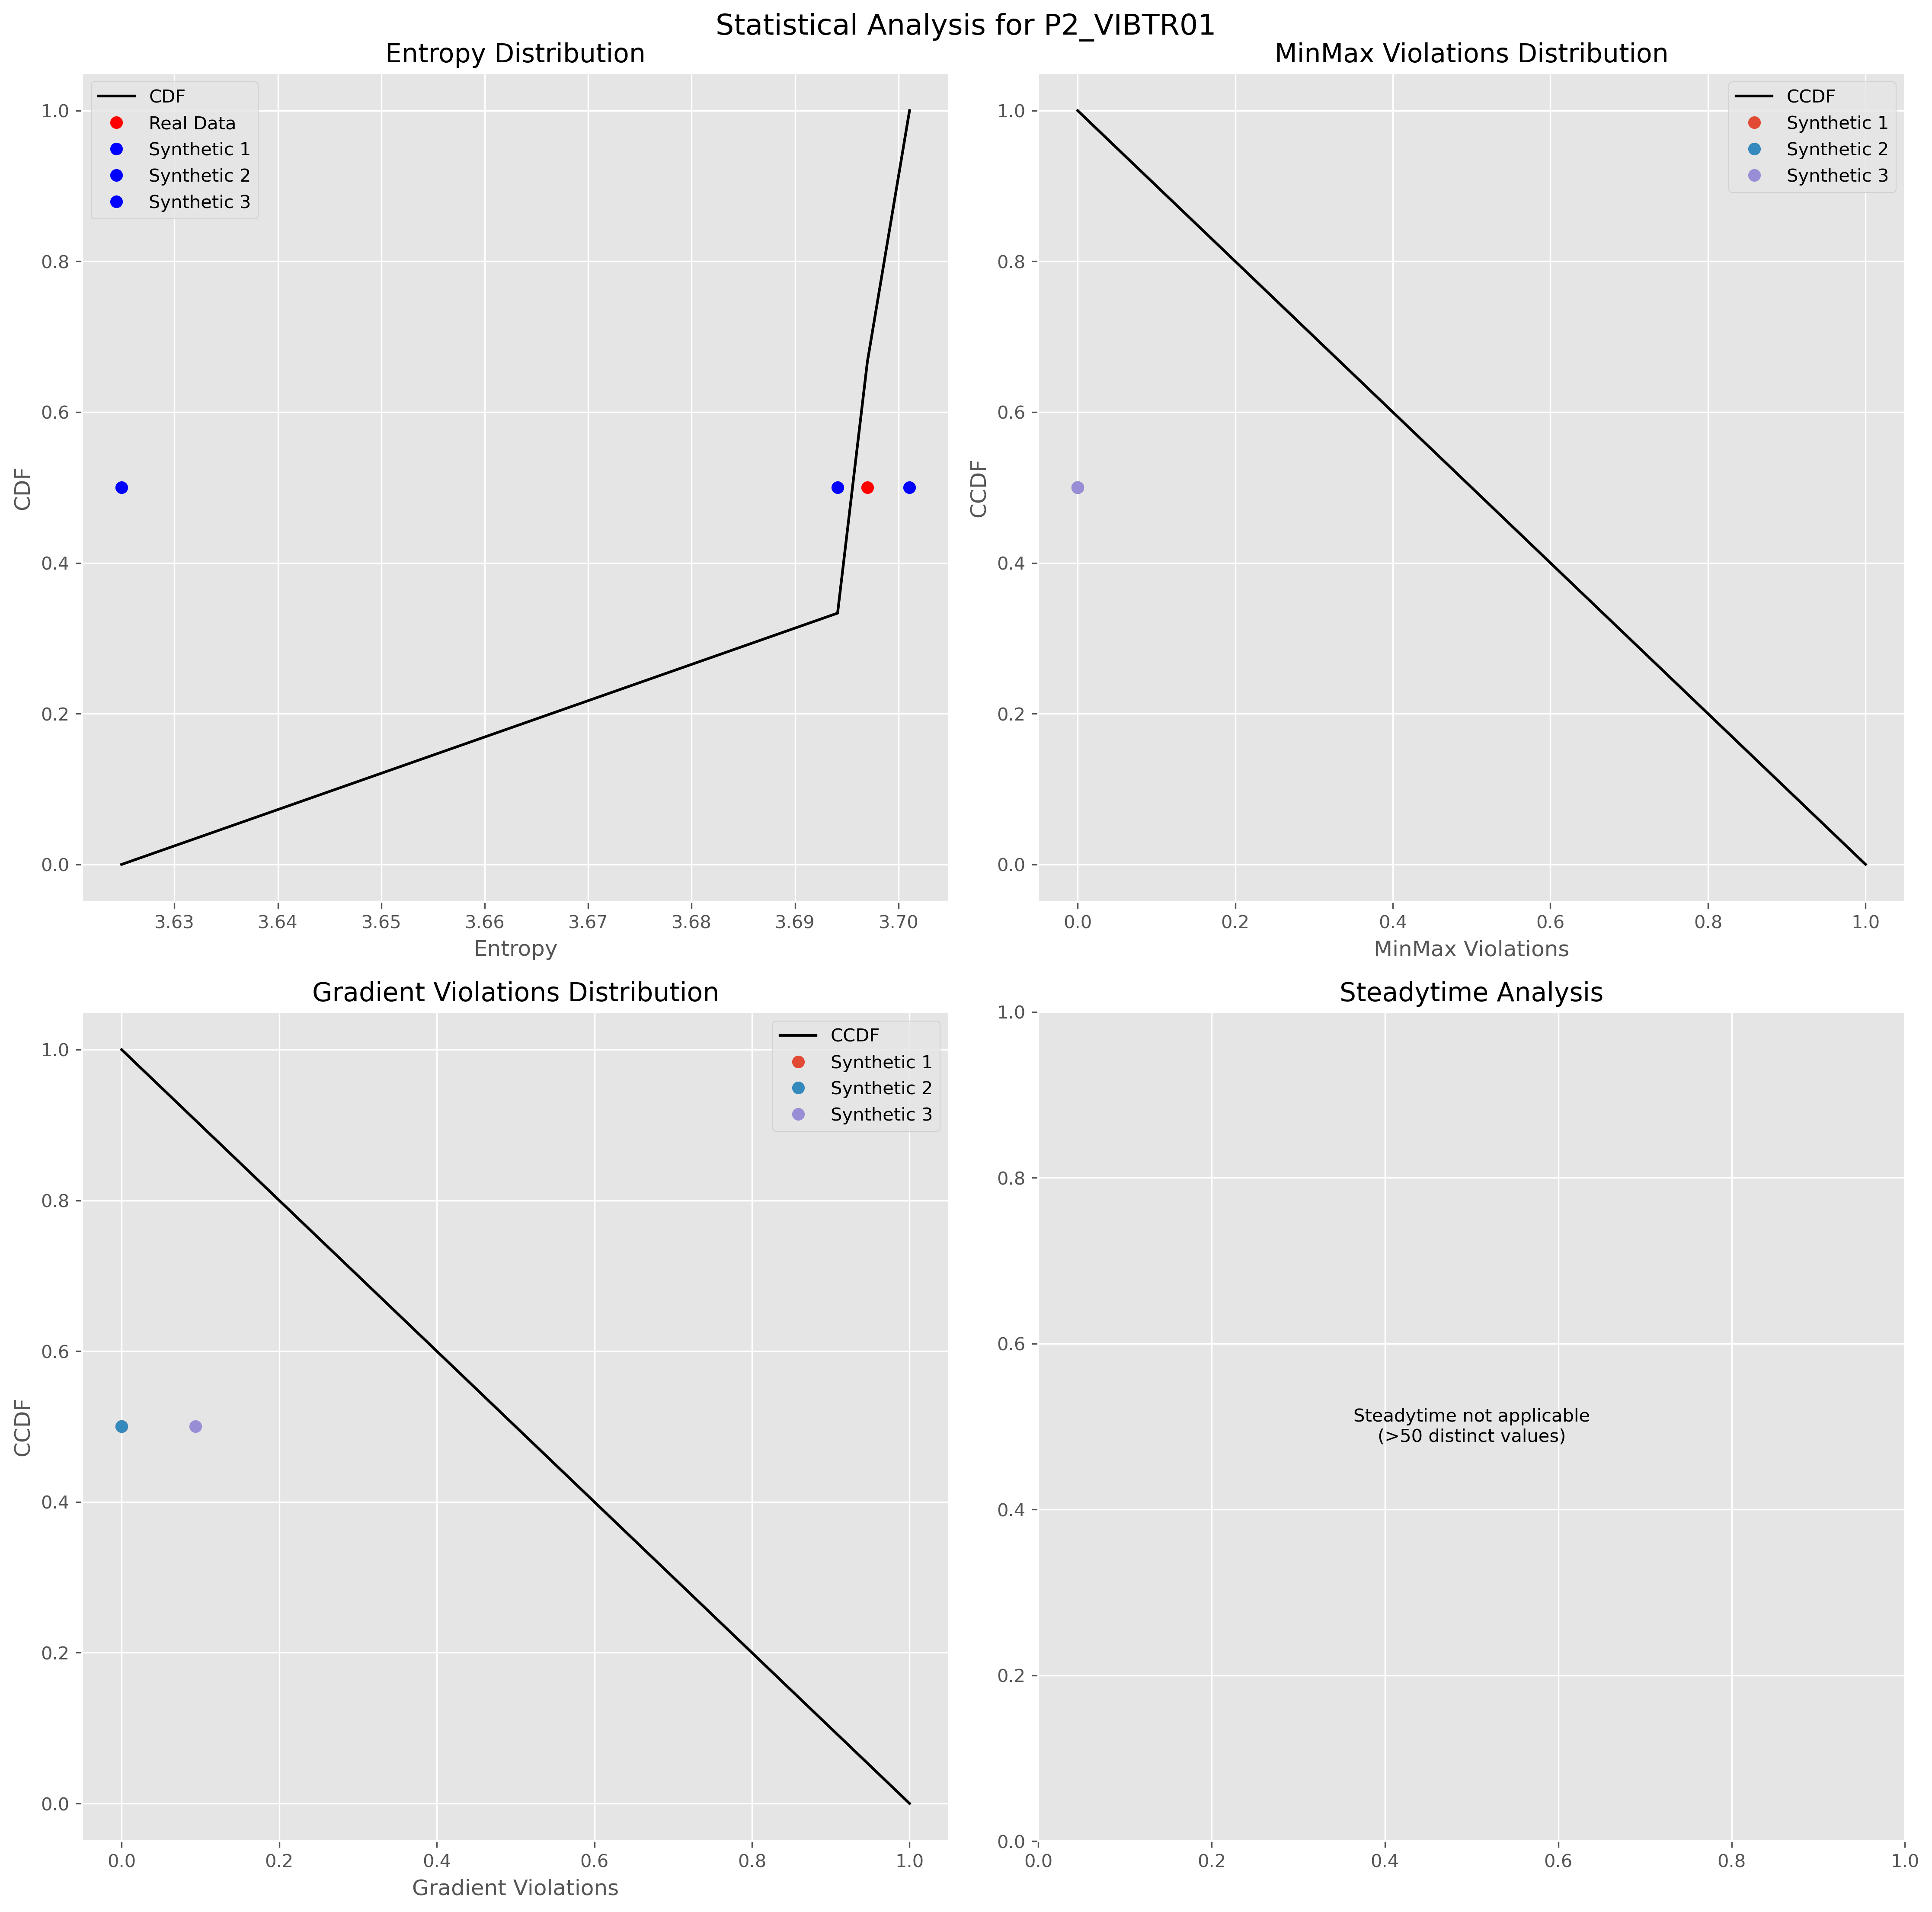 Statistical Analysis for P2_VIBTR01
Entropy Distribution
CDF
Real Data
Synthetic 1
Synthetic 2
Synthetic 3
1.0
0.8
0.6
0.4
0.2
0.0
CDF
3.63 3.64 3.65 3.66 3.67 3.68 3.69 3.70
Entropy
MinMax Violations Distribution
CCDF
Synthetic 1
Synthetic 2
Synthetic 3
1.0
0.8
0.6
0.4
0.2
0.0
CCDF
0.0 0.2 0.4 0.6 0.8 1.0
MinMax Violations
Gradient Violations Distribution
CCDF
Synthetic 1
Synthetic 2
Synthetic 3
1.0
0.8
0.6
0.4
0.2
0.0
CCDF
0.0 0.2 0.4 0.6 0.8 1.0
Gradient Violations
Steadytime Analysis
1.0
0.8
0.6
0.4
0.2
0.0
Steadytime not applicable
(>50 distinct values)
0.0 0.2 0.4 0.6 0.8 1.0